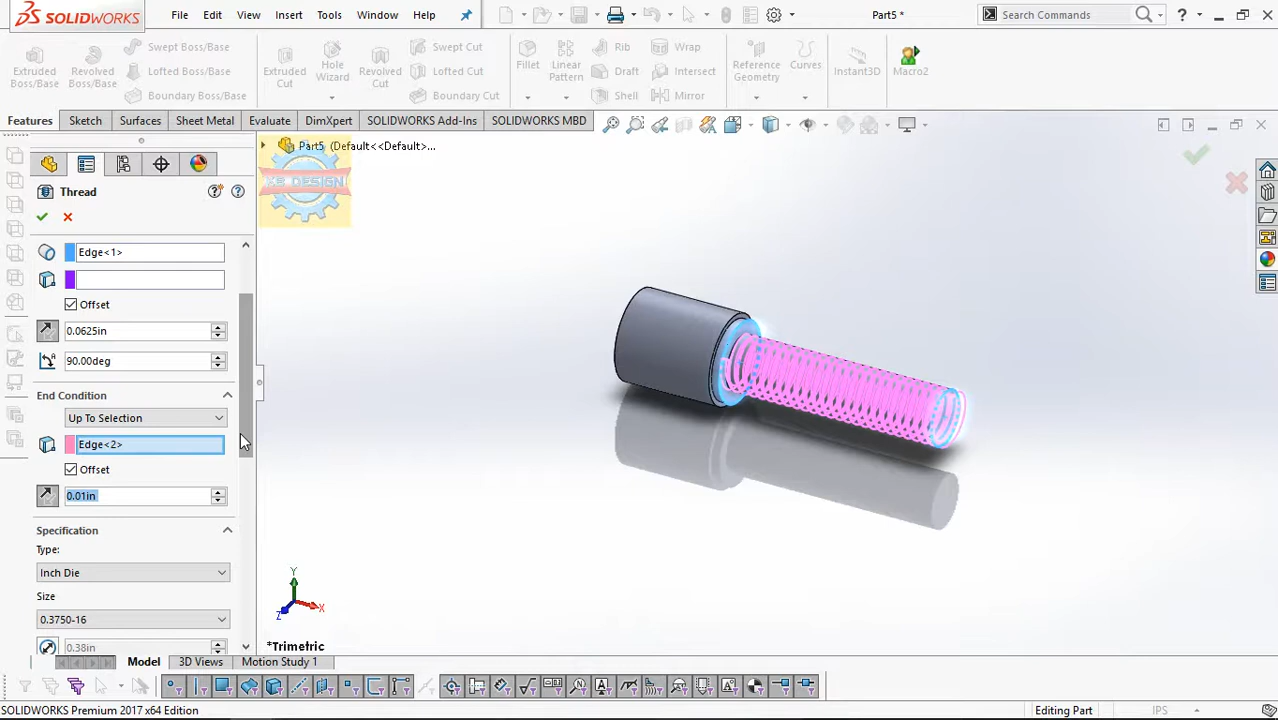 SOLIDWORKS File Edit View Insert Tools Window Help Part5 * Search Commands ?
Extruded Boss/Base Revolved Boss/Base Swept Boss/Base Lofted Boss/Base Boundary Boss/Base Extruded Cut Hole Wizard Revolved Cut Swept Cut Lofted Cut Boundary Cut Fillet Linear Pattern Rib Draft Shell Wrap Intersect Mirror Reference Geometry Curves Instant3D Macro2
Features Sketch Surfaces Sheet Metal Evaluate DimXpert SOLIDWORKS Add-Ins SOLIDWORKS MBD
Part5 (Default<<Default>...
DESIGN
Thread
Edge<1>
Offset
0.0625in
90.00deg
End Condition
Up To Selection
Edge<2>
Offset
0.01in
Specification
Type:
Inch Die
Size
0.3750-16
0.38in
Y
X
Z
*Trimetric
Model 3D Views Motion Study 1
SOLIDWORKS Premium 2017 x64 Edition Editing Part IPS